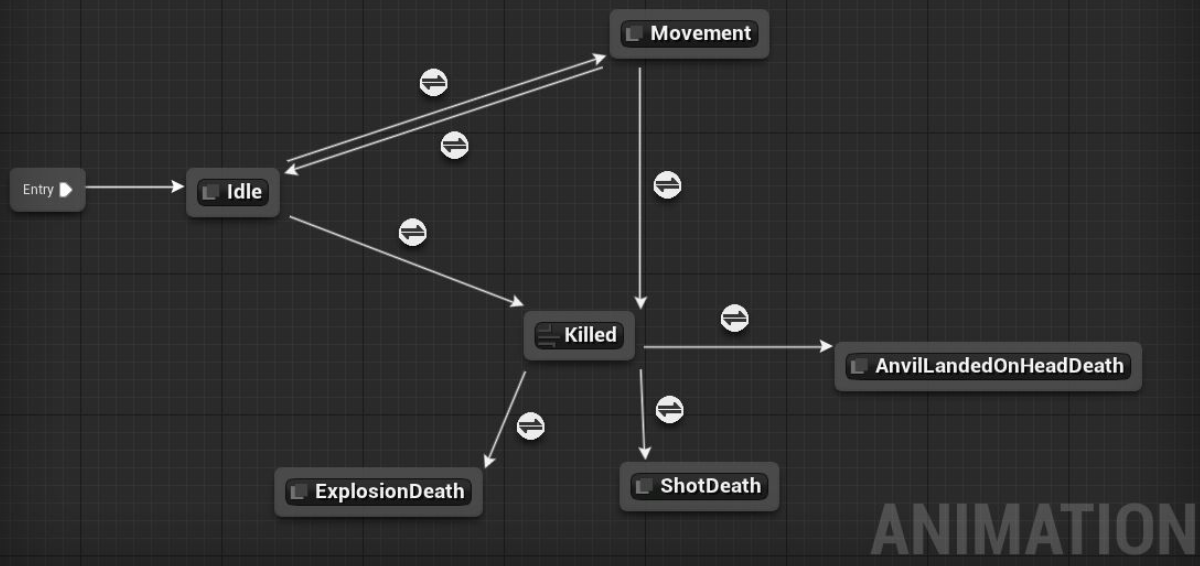 Movement
Entry
Idle
Killed
AnvilLandedOnHeadDeath
ExplosionDeath
ShotDeath
ANIMATION